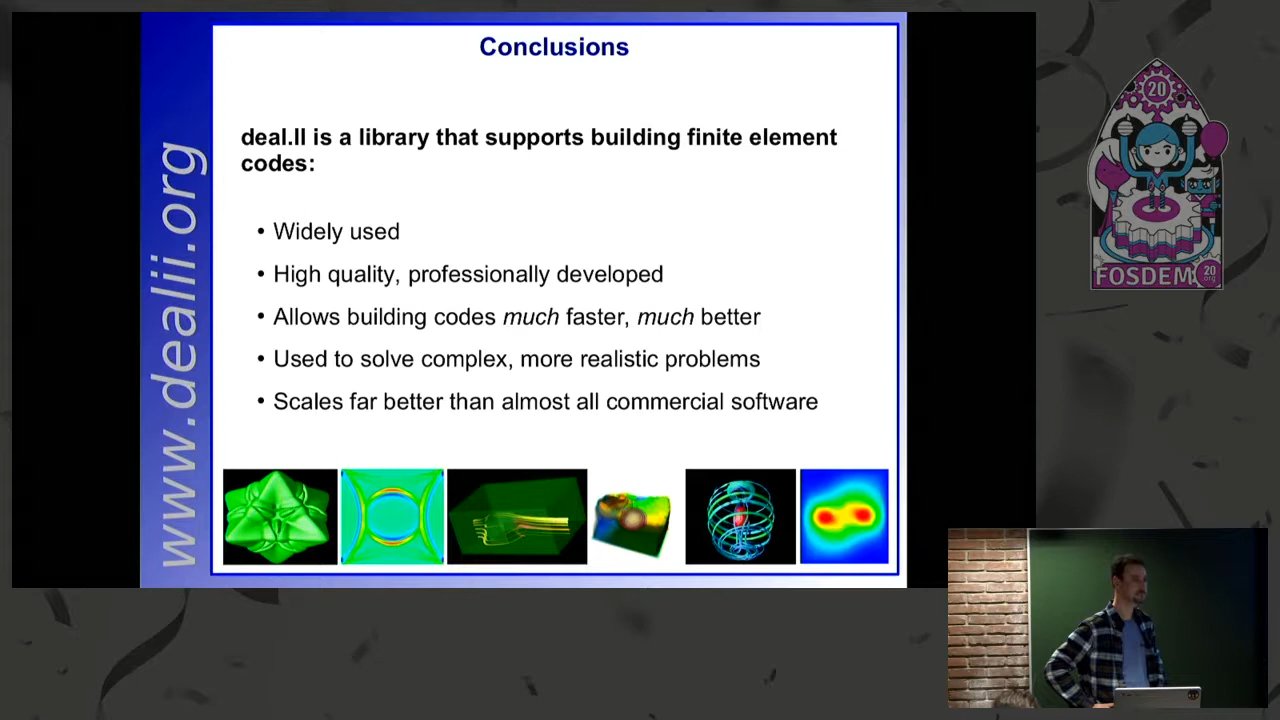 Conclusions
deal.II is a library that supports building finite element
codes:
• Widely used
• High quality, professionally developed
• Allows building codes much faster, much better
• Used to solve complex, more realistic problems
• Scales far better than almost all commercial software
www.dealii.org
20
FOSDEM
20
.org